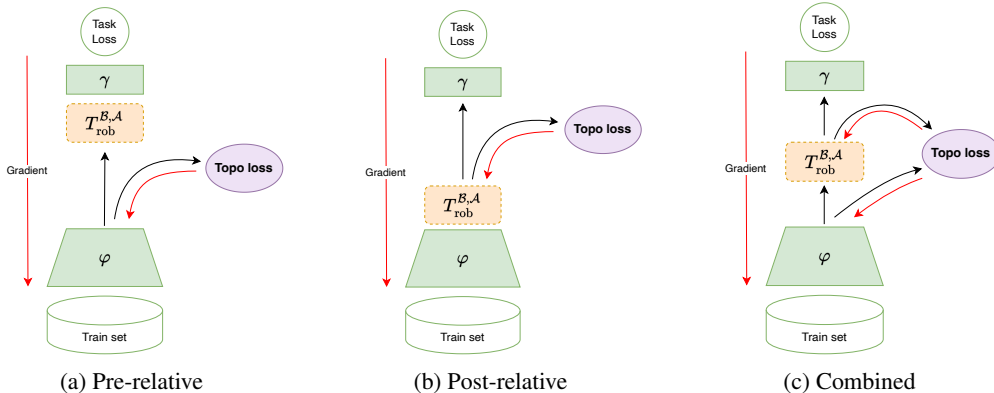 Task
Loss
γ
T_rob^{B,A}
Gradient
Topo loss
φ
Train set
(a) Pre-relative
Task
Loss
γ
Topo loss
Gradient
T_rob^{B,A}
φ
Train set
(b) Post-relative
Task
Loss
γ
T_rob^{B,A}
Topo loss
Gradient
φ
Train set
(c) Combined